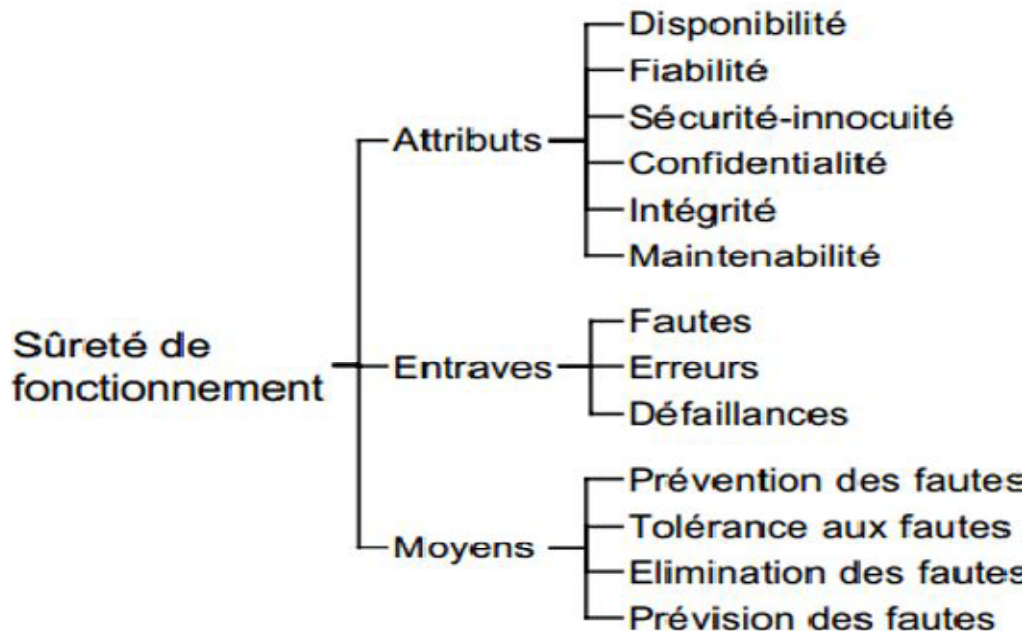 Sûreté de
fonctionnement
Attributs
Disponibilité
Fiabilité
Sécurité-innocuité
Confidentialité
Intégrité
Maintenabilité
Entraves
Fautes
Erreurs
Défaillances
Moyens
Prévention des fautes
Tolérance aux fautes
Elimination des fautes
Prévision des fautes